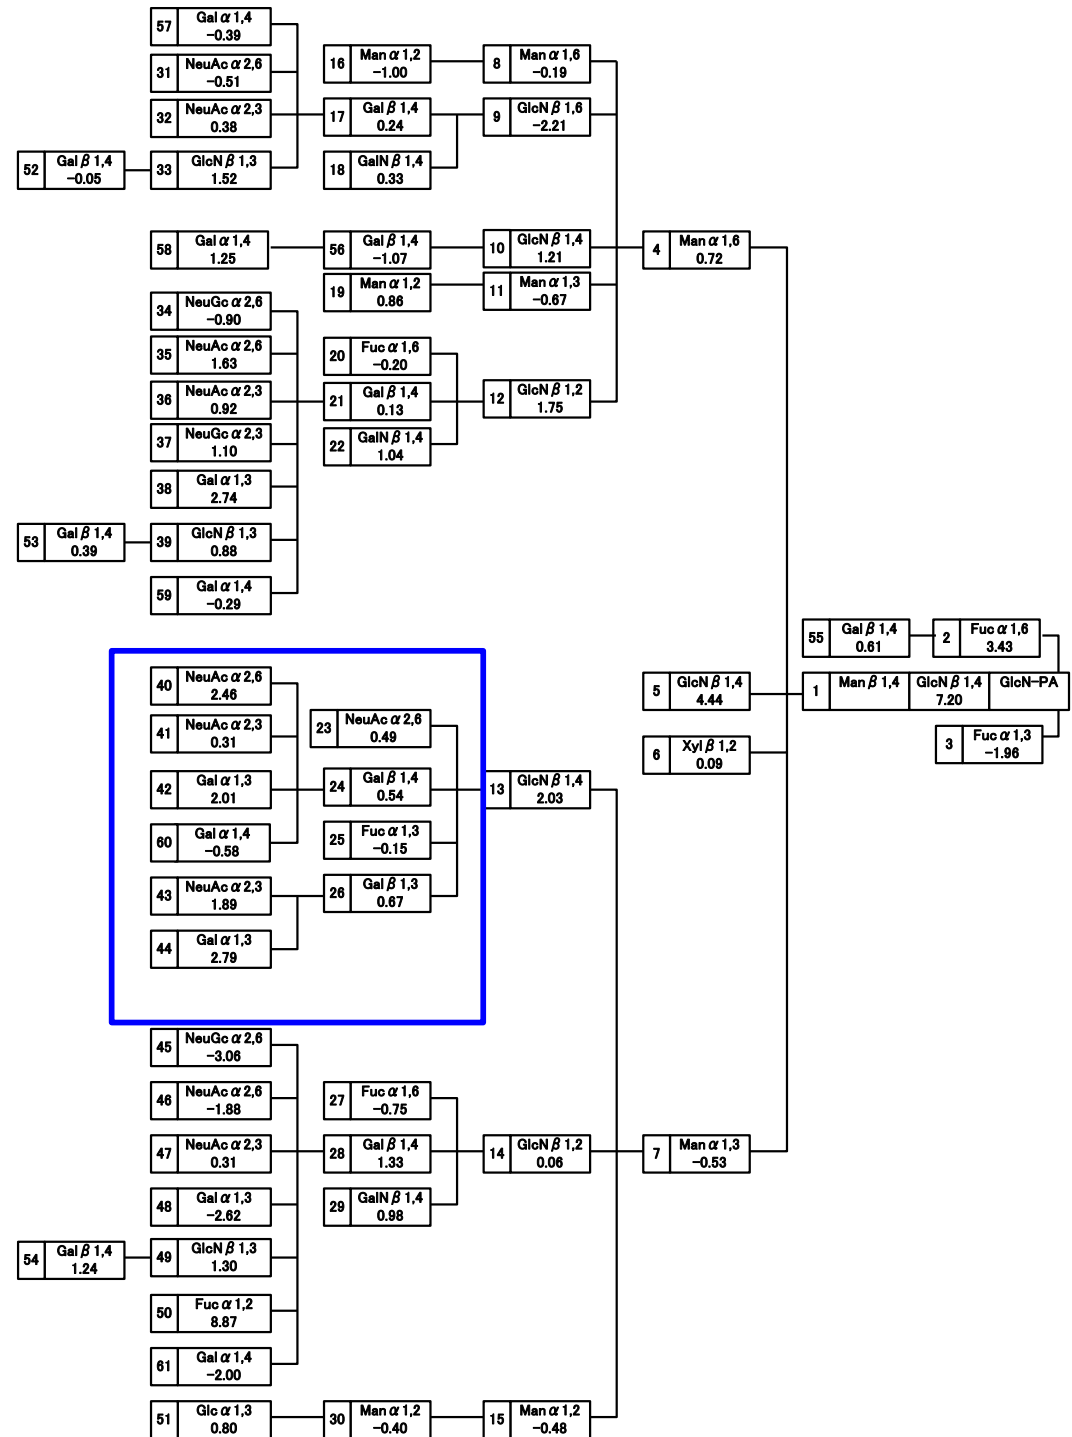 57 Gal α 1,4
−0.39
31 NeuAc α 2,6
−0.51
16 Man α 1,2
−1.00
8 Man α 1,6
−0.19
32 NeuAc α 2,3
0.38
17 Gal β 1,4
0.24
9 GlcN β 1,6
−2.21
52 Gal β 1,4
−0.05
33 GlcN β 1,3
1.52
18 GalN β 1,4
0.33
58 Gal α 1,4
1.25
56 Gal β 1,4
−1.07
10 GlcN β 1,4
1.21
4 Man α 1,6
0.72
19 Man α 1,2
0.86
11 Man α 1,3
−0.67
34 NeuGc α 2,6
−0.90
35 NeuAc α 2,6
1.63
20 Fuc α 1,6
−0.20
36 NeuAc α 2,3
0.92
21 Gal β 1,4
0.13
12 GlcN β 1,2
1.75
37 NeuGc α 2,3
1.10
22 GalN β 1,4
1.04
38 Gal α 1,3
2.74
53 Gal β 1,4
0.39
39 GlcN β 1,3
0.88
59 Gal α 1,4
−0.29
55 Gal β 1,4
0.61
2 Fuc α 1,6
3.43
40 NeuAc α 2,6
2.46
5 GlcN β 1,4
4.44
1 Man β 1,4 GlcN β 1,4 GlcN−PA
7.20
41 NeuAc α 2,3
0.31
23 NeuAc α 2,6
0.49
6 Xyl β 1,2
0.09
3 Fuc α 1,3
−1.96
42 Gal α 1,3
2.01
24 Gal β 1,4
0.54
13 GlcN β 1,4
2.03
60 Gal α 1,4
−0.58
25 Fuc α 1,3
−0.15
43 NeuAc α 2,3
1.89
26 Gal β 1,3
0.67
44 Gal α 1,3
2.79
45 NeuGc α 2,6
−3.06
46 NeuAc α 2,6
−1.88
27 Fuc α 1,6
−0.75
47 NeuAc α 2,3
0.31
28 Gal β 1,4
1.33
14 GlcN β 1,2
0.06
7 Man α 1,3
−0.53
48 Gal α 1,3
−2.62
29 GalN β 1,4
0.98
54 Gal β 1,4
1.24
49 GlcN β 1,3
1.30
50 Fuc α 1,2
8.87
61 Gal α 1,4
−2.00
51 Glc α 1,3
0.80
30 Man α 1,2
−0.40
15 Man α 1,2
−0.48